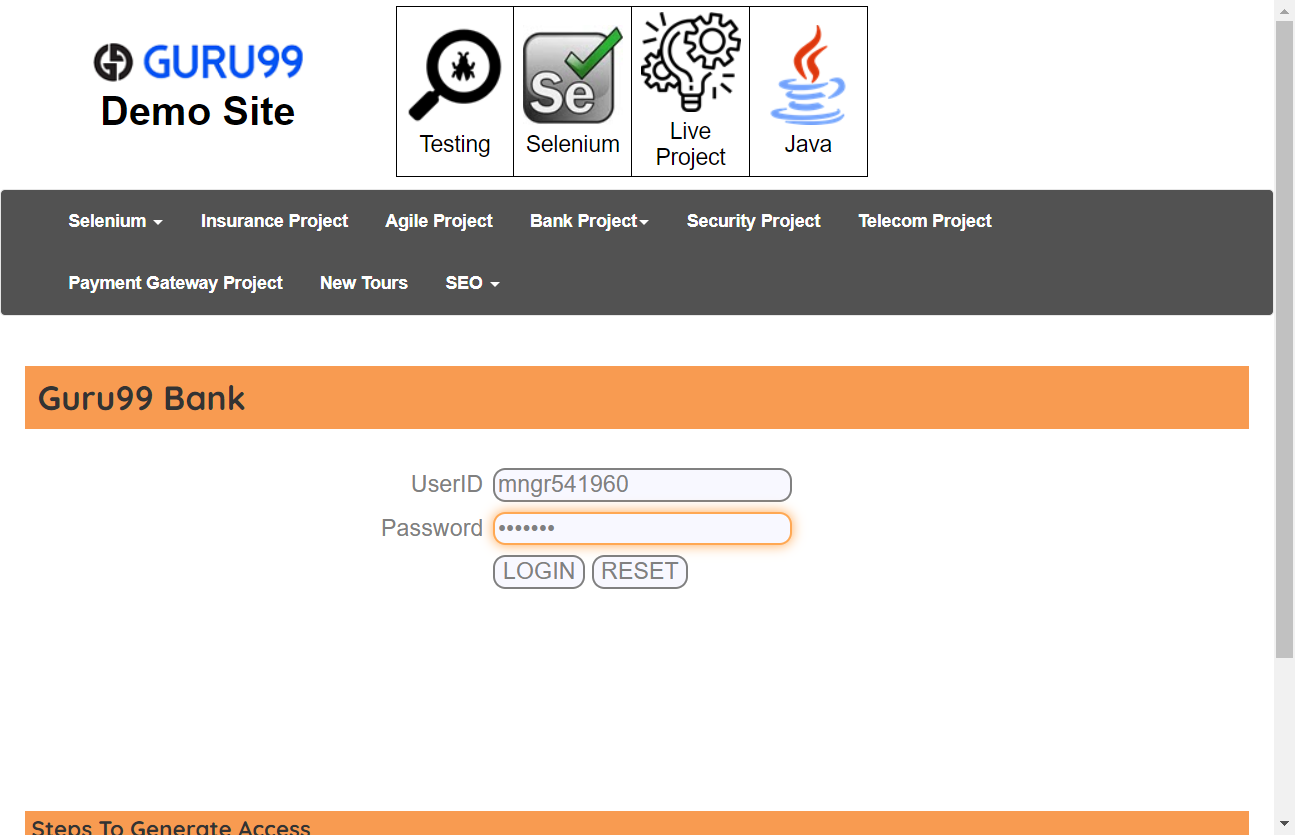 GURU99
Demo Site
Testing
Se
Selenium
Live
Project
Java
Selenium
Insurance Project
Agile Project
Bank Project
Security Project
Telecom Project
Payment Gateway Project
New Tours
SEO
Guru99 Bank
UserID
mngr541960
Password
•••••••
LOGIN
RESET
Steps To Generate Access